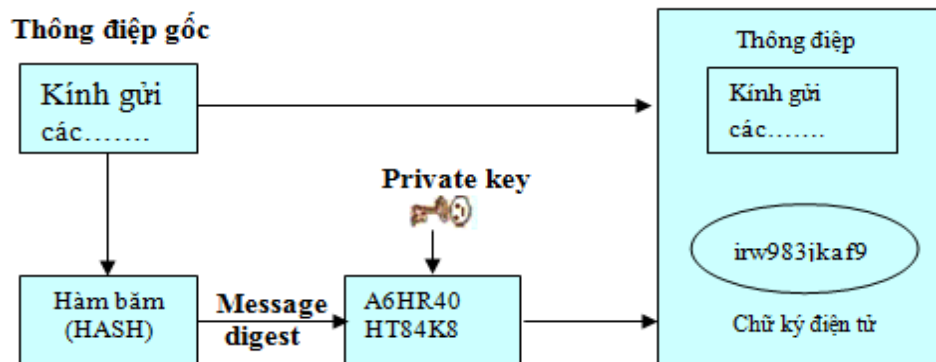 Thông điệp gốc
Kính gửi
các.......
Private key
Hàm băm
(HASH)
Message
digest
A6HR40
HT84K8
Thông điệp
Kính gửi
các.......
irw983jkaf9
Chữ ký điện tử